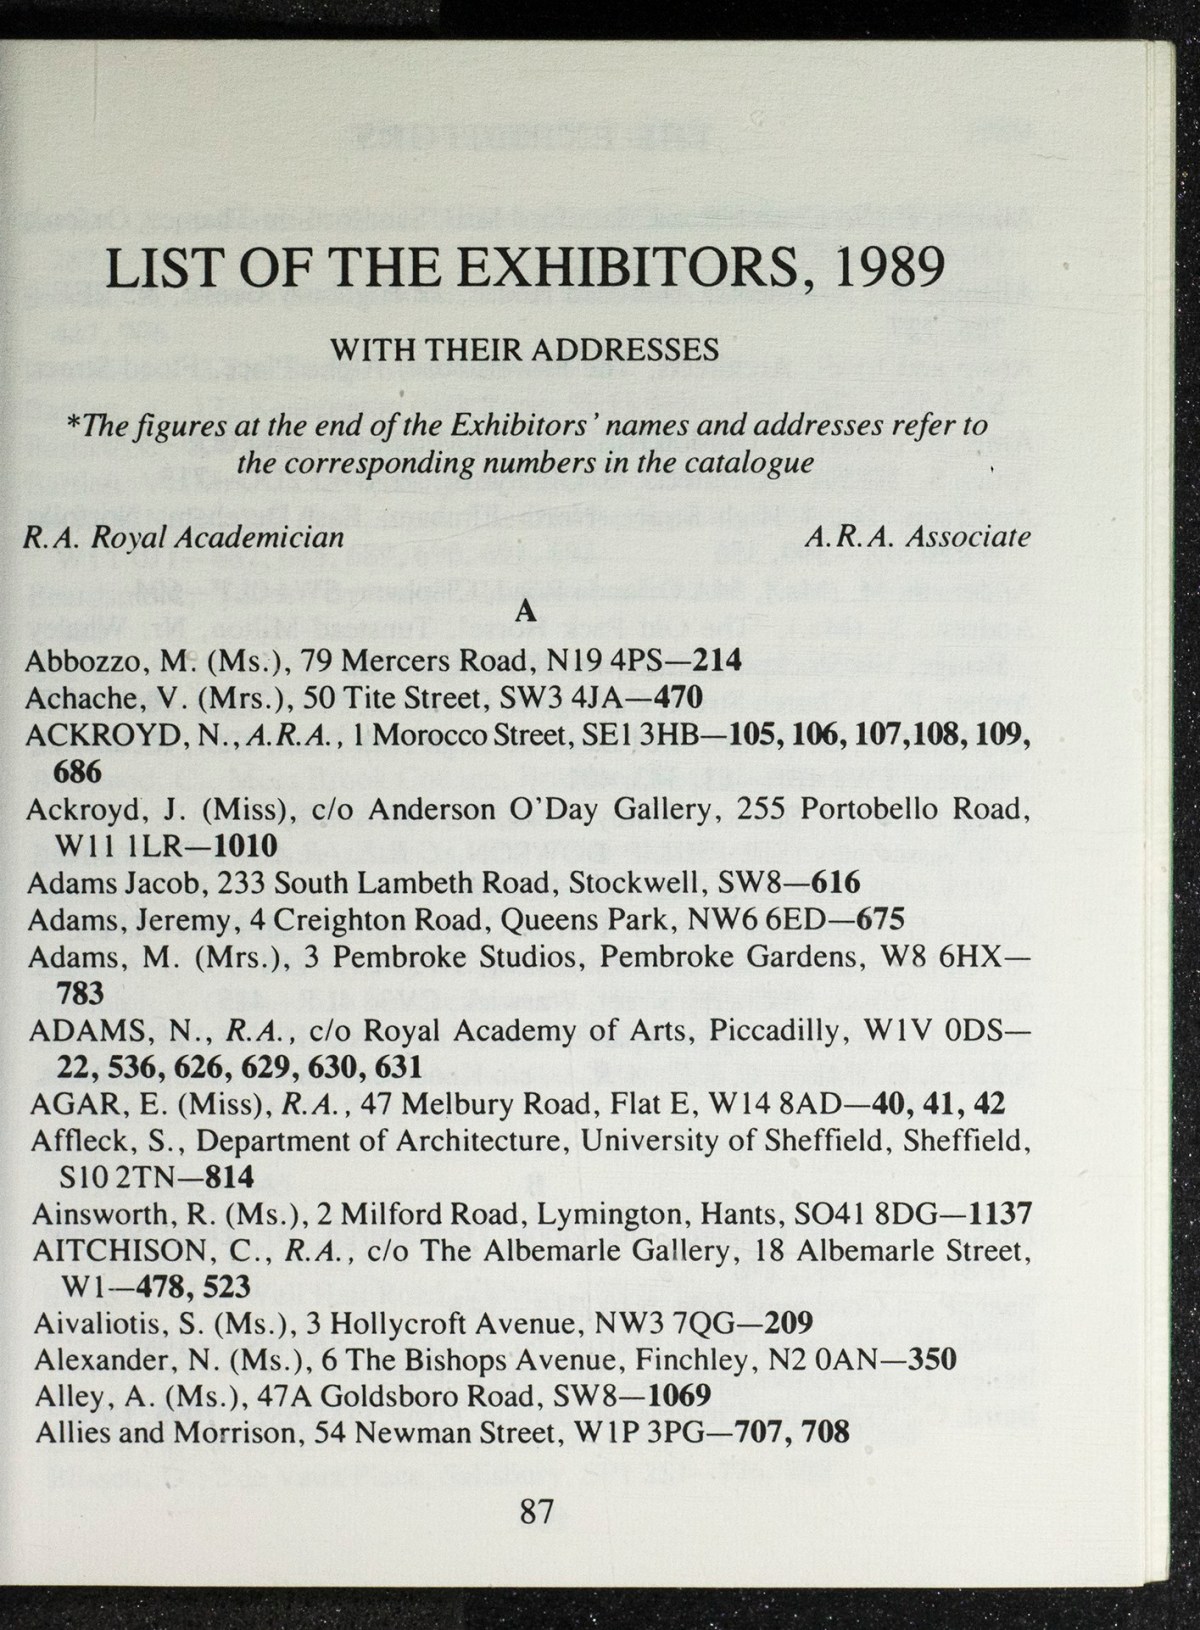 LIST OF THE EXHIBITORS, 1989
WITH THEIR ADDRESSES
*The figures at the end of the Exhibitors' names and addresses refer to
the corresponding numbers in the catalogue
R.A. Royal Academician A.R.A. Associate
A
Abbozzo, M. (Ms.), 79 Mercers Road, N19 4PS—214
Achache, V. (Mrs.), 50 Tite Street, SW3 4JA—470
ACKROYD, N., A.R.A., 1 Morocco Street, SE1 3HB—105, 106, 107,108, 109,
686
Ackroyd, J. (Miss), c/o Anderson O'Day Gallery, 255 Portobello Road,
W11 1LR—1010
Adams Jacob, 233 South Lambeth Road, Stockwell, SW8—616
Adams, Jeremy, 4 Creighton Road, Queens Park, NW6 6ED—675
Adams, M. (Mrs.), 3 Pembroke Studios, Pembroke Gardens, W8 6HX—
783
ADAMS, N., R.A., c/o Royal Academy of Arts, Piccadilly, W1V 0DS—
22, 536, 626, 629, 630, 631
AGAR, E. (Miss), R.A., 47 Melbury Road, Flat E, W14 8AD—40, 41, 42
Affleck, S., Department of Architecture, University of Sheffield, Sheffield,
S10 2TN—814
Ainsworth, R. (Ms.), 2 Milford Road, Lymington, Hants, SO41 8DG—1137
AITCHISON, C., R.A., c/o The Albemarle Gallery, 18 Albemarle Street,
W1—478, 523
Aivaliotis, S. (Ms.), 3 Hollycroft Avenue, NW3 7QG—209
Alexander, N. (Ms.), 6 The Bishops Avenue, Finchley, N2 0AN—350
Alley, A. (Ms.), 47A Goldsboro Road, SW8—1069
Allies and Morrison, 54 Newman Street, W1P 3PG—707, 708
87